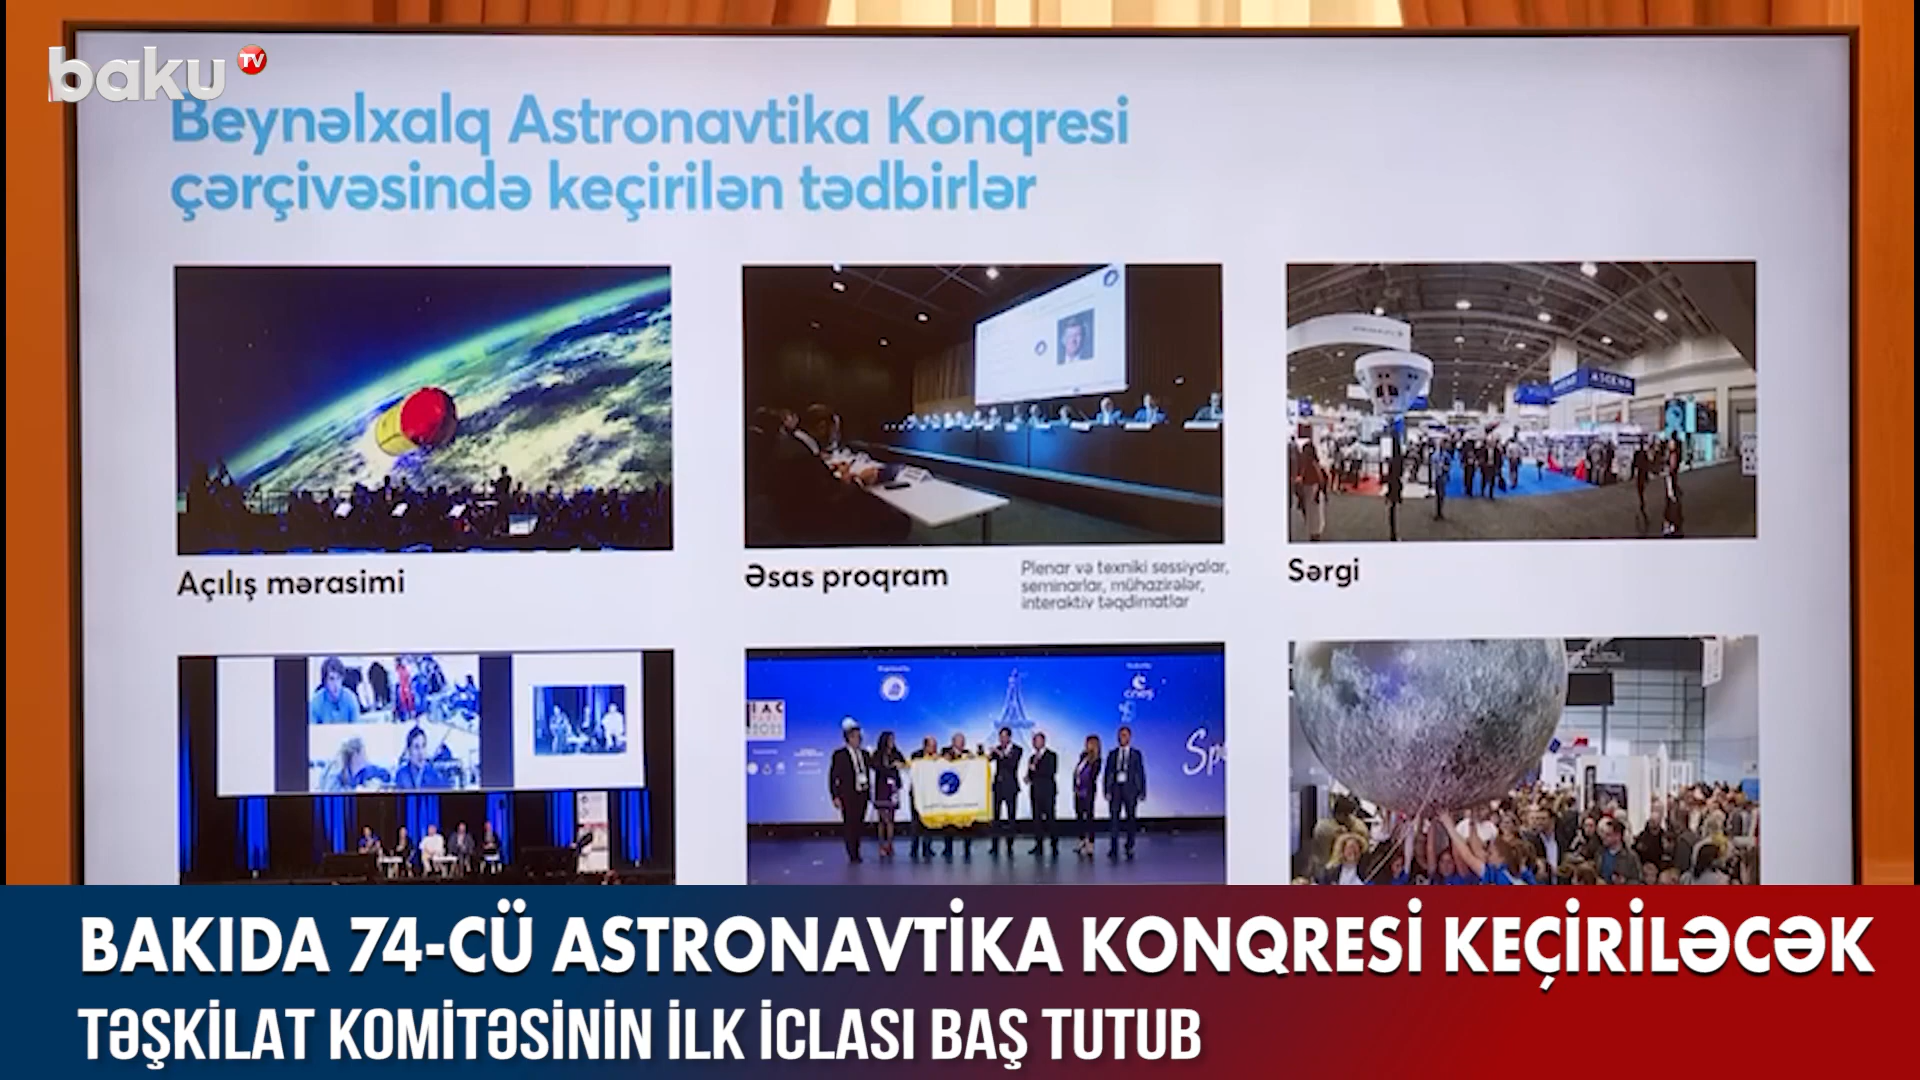 baku TV
Beynəlxalq Astronavtika Konqresi
çərçivəsində keçirilən tədbirlər
Açılış mərasimi
Əsas proqram
Plenar və texniki sessiyalar,
seminarlar, mühazirələr,
interaktiv təqdimatlar
Sərgi
IAC
cnes
BAKIDA 74-CÜ ASTRONAVTİKA KONQRESİ KEÇİRİLƏCƏK
TƏŞKİLAT KOMİTƏSİNİN İLK İCLASI BAŞ TUTUB